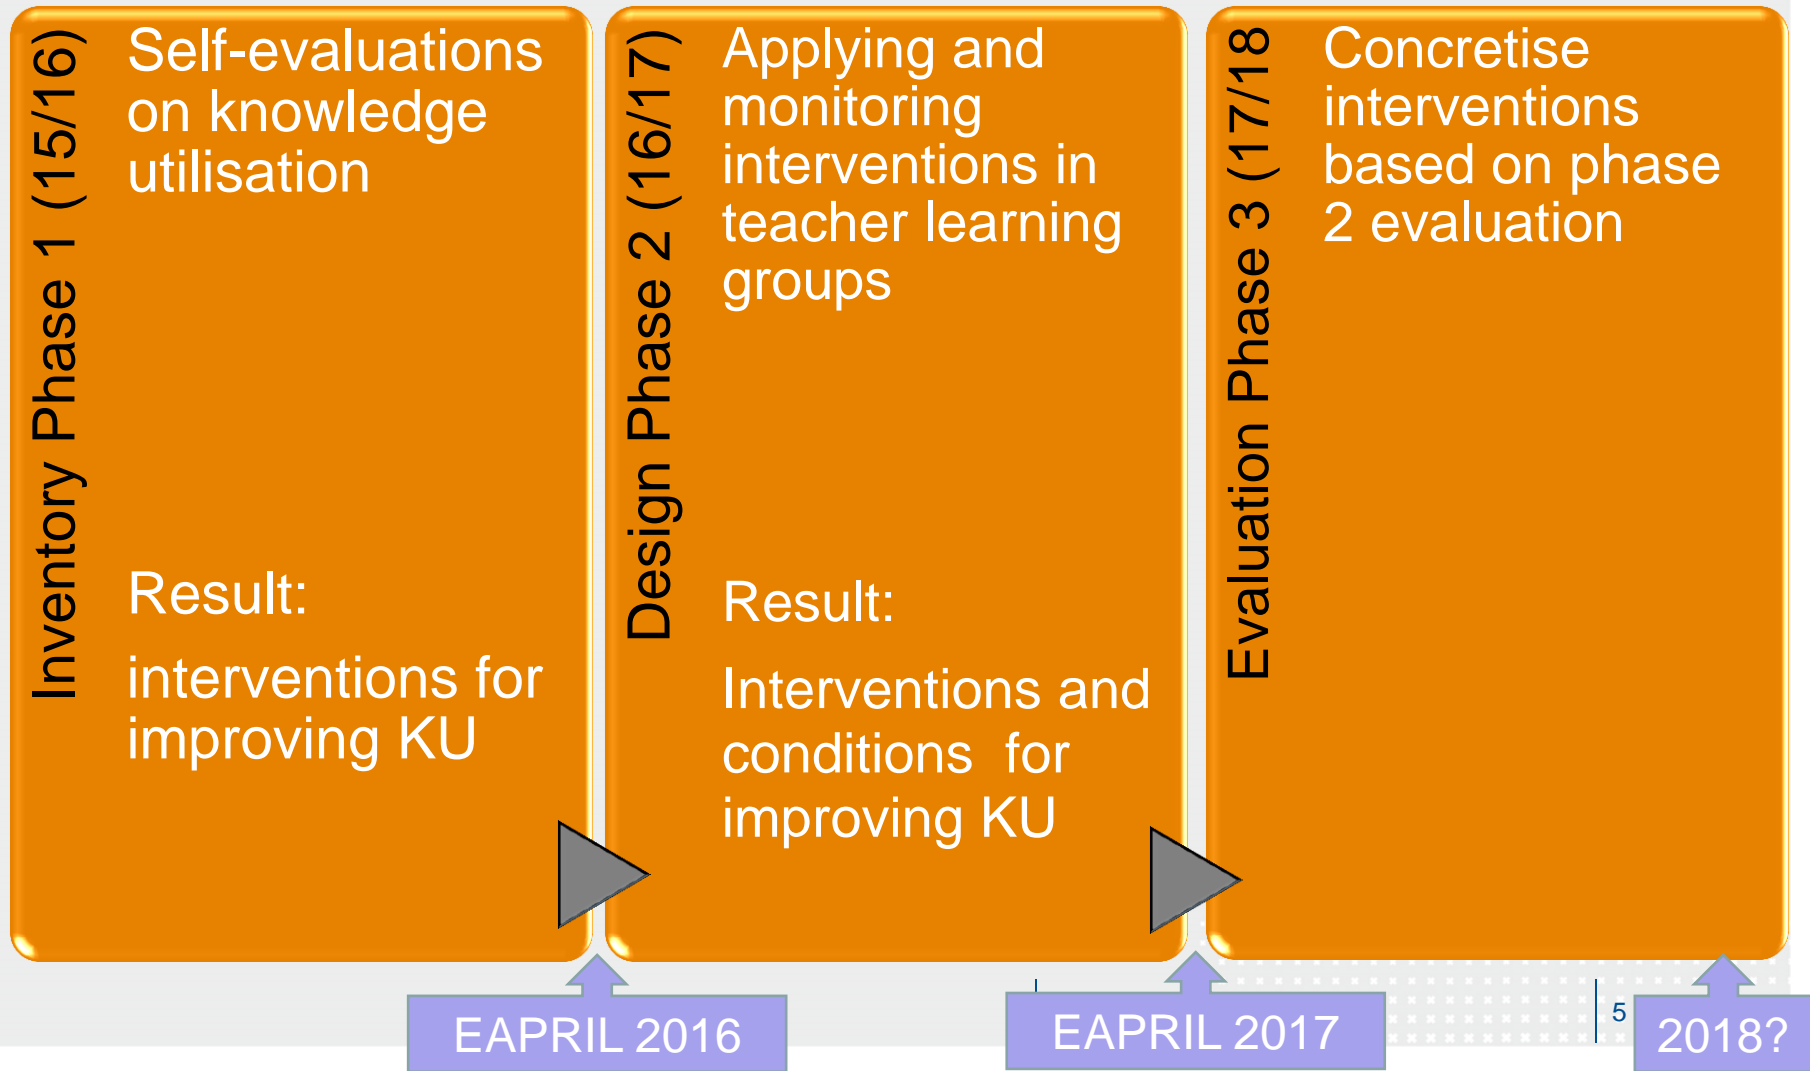 Inventory Phase 1 (15/16)
Self-evaluations
on knowledge
utilisation
Result:
interventions for
improving KU
Design Phase 2 (16/17)
Applying and
monitoring
interventions in
teacher learning
groups
Result:
Interventions and
conditions  for
improving KU
Evaluation Phase 3 (17/18
Concretise
interventions
based on phase
2 evaluation
EAPRIL 2016
EAPRIL 2017
5
2018?